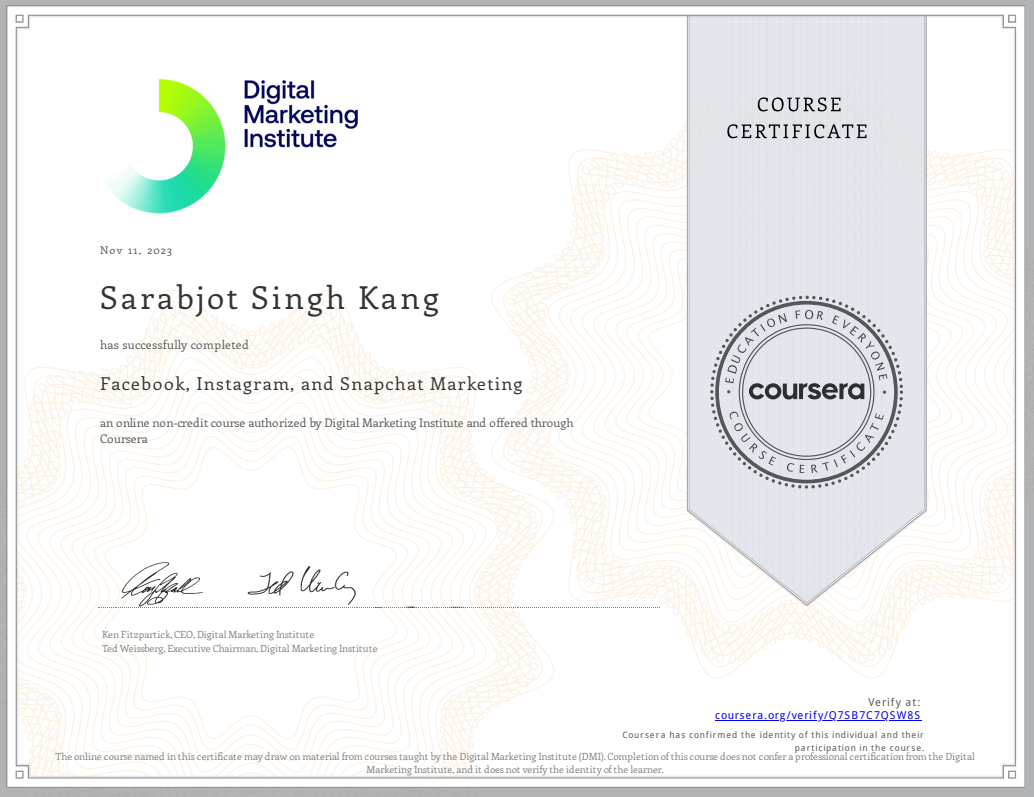 Digital
Marketing
Institute
COURSE
CERTIFICATE
Nov 11, 2023
Sarabjot Singh Kang
has successfully completed
Facebook, Instagram, and Snapchat Marketing
an online non-credit course authorized by Digital Marketing Institute and offered through
Coursera
EDUCATION FOR EVERYONE
coursera
COURSE CERTIFICATE
Ken Fitzpartick, CEO, Digital Marketing Institute
Ted Weissberg, Executive Chairman, Digital Marketing Institute
Verify at:
coursera.org/verify/Q7SB7C7QSW8S
Coursera has confirmed the identity of this individual and their
participation in the course.
The online course named in this certificate may draw on material from courses taught by the Digital Marketing Institute (DMI). Completion of this course does not confer a professional certification from the Digital
Marketing Institute, and it does not verify the identity of the learner.